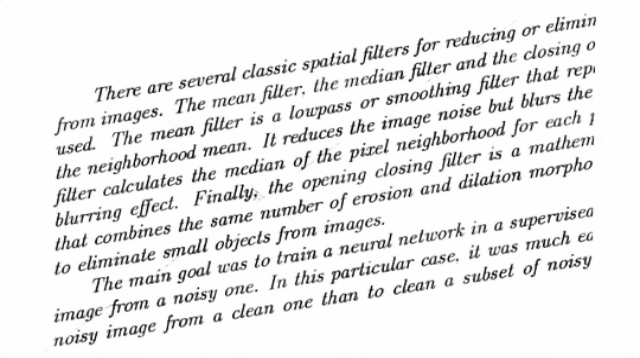 There are several classic spatial filters for reducing or elimin
from images. The mean filter, the median filter and the closing o
used. The mean filter is a lowpass or smoothing filter that rep
the neighborhood mean. It reduces the image noise but blurs the
filter calculates the median of the pixel neighborhood for each
blurring effect. Finally, the opening closing filter is a mathem
that combines the same number of erosion and dilation morpho
to eliminate small objects from images.
The main goal was to train a neural network in a supervised
image from a noisy one. In this particular case, it was much ea
noisy image from a clean one than to clean a subset of noisy